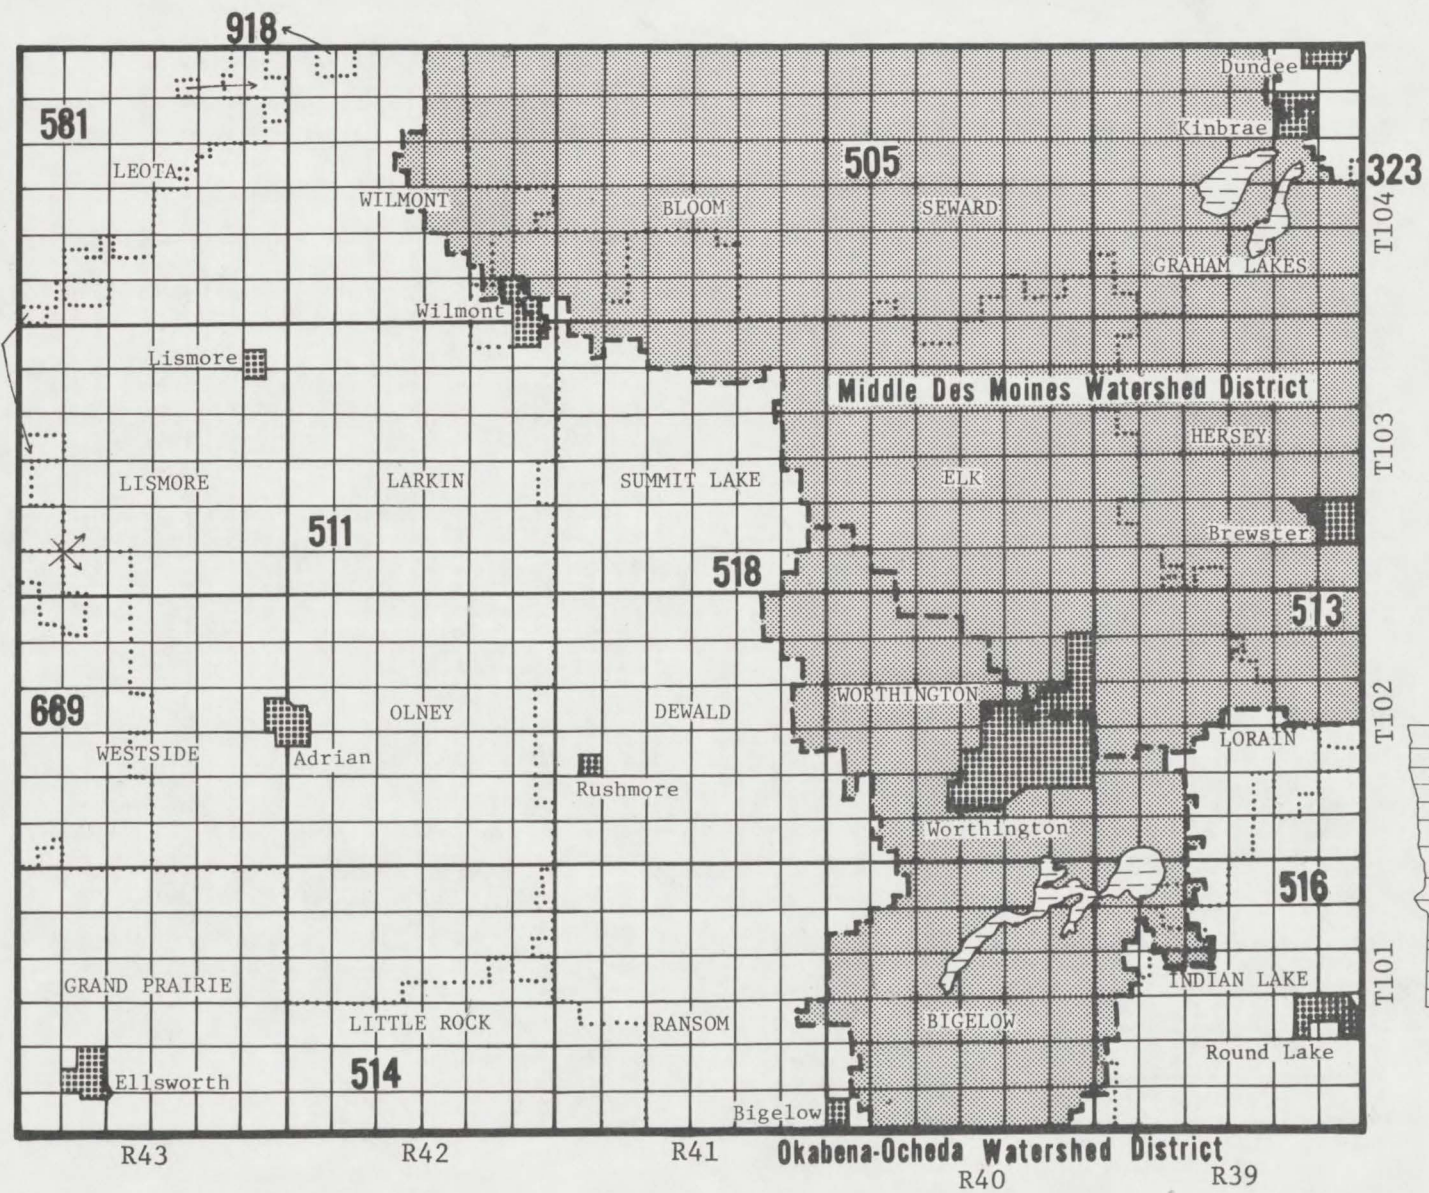 918
Dundee
581
Kinbrae
505
LEOTA
323
WILMONT
BLOOM
SEWARD
T104
GRAHAM LAKES
Wilmont
Lismore
Middle Des Moines Watershed District
HERSEY
T103
LISMORE
LARKIN
SUMMIT LAKE
ELK
511
Brewster
518
513
WORTHINGTON
669
OLNEY
DEWALD
T102
LORAIN
WESTSIDE
Adrian
Rushmore
Worthington
516
INDIAN LAKE
T101
GRAND PRAIRIE
LITTLE ROCK
RANSOM
BIGELOW
Round Lake
514
Ellsworth
Bigelow
R43
R42
R41
Okabena-Ocheda Watershed District
R40
R39